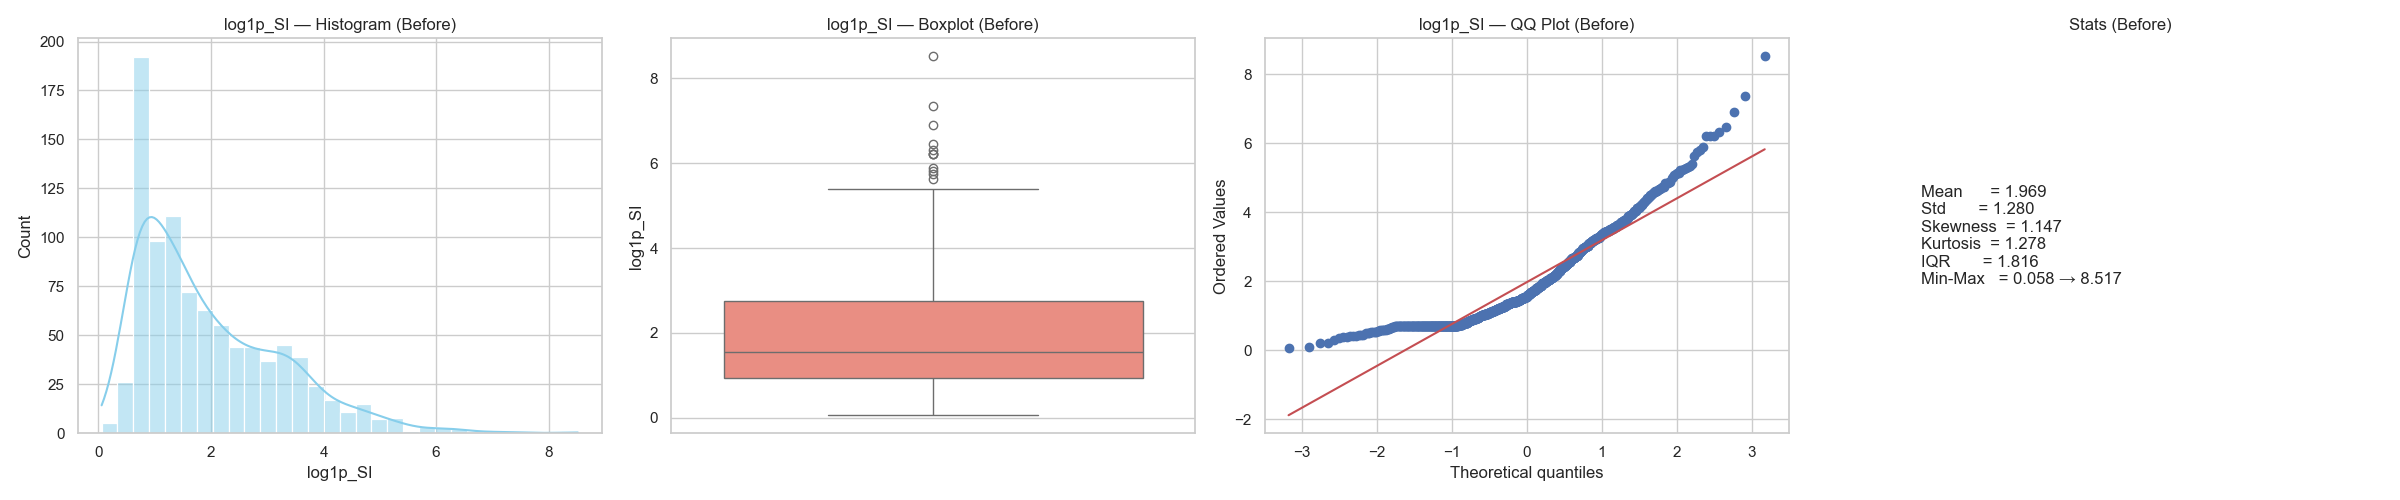 log1p_SI — Histogram (Before)
200
175
150
125
100
75
50
25
0
Count
0 2 4 6 8
log1p_SI
log1p_SI — Boxplot (Before)
8
6
4
2
0
log1p_SI
log1p_SI — QQ Plot (Before)
8
6
4
2
0
−2
Ordered Values
−3 −2 −1 0 1 2 3
Theoretical quantiles
Stats (Before)
Mean = 1.969
Std = 1.280
Skewness = 1.147
Kurtosis = 1.278
IQR = 1.816
Min-Max = 0.058 → 8.517